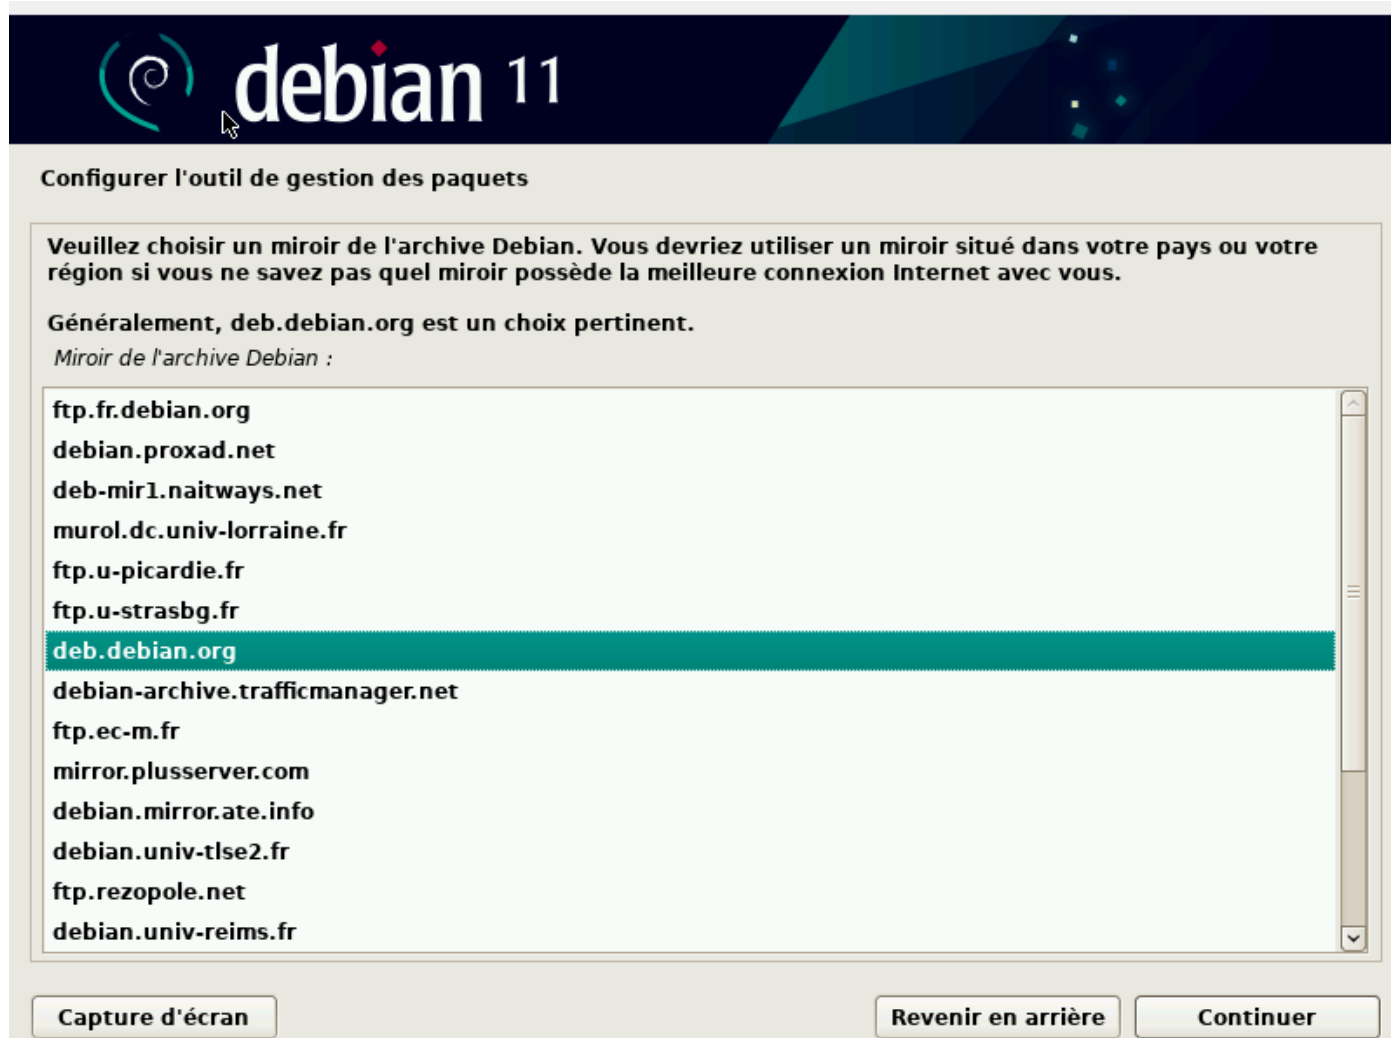 debian 11
Configurer l'outil de gestion des paquets
Veuillez choisir un miroir de l'archive Debian. Vous devriez utiliser un miroir situé dans votre pays ou votre
région si vous ne savez pas quel miroir possède la meilleure connexion Internet avec vous.
Généralement, deb.debian.org est un choix pertinent.
Miroir de l'archive Debian :
ftp.fr.debian.org
debian.proxad.net
deb-mir1.naitways.net
murol.dc.univ-lorraine.fr
ftp.u-picardie.fr
ftp.u-strasbg.fr
deb.debian.org
debian-archive.trafficmanager.net
ftp.ec-m.fr
mirror.plusserver.com
debian.mirror.ate.info
debian.univ-tlse2.fr
ftp.rezopole.net
debian.univ-reims.fr
Capture d'écran
Revenir en arrière
Continuer